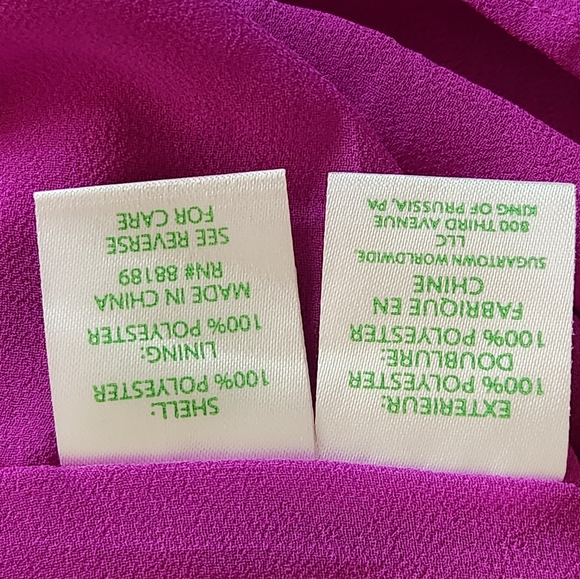 EXTERIEUR:
100% POLYESTER
DOUBLURE:
100% POLYESTER
FABRIQUE EN
CHINE
SUGARTOWN WORLDWIDE,
LLC
800 THIRD AVENUE
KING OF PRUSSIA, PA
SHELL:
100% POLYESTER
LINING:
100% POLYESTER
MADE IN CHINA
RN# 88189
SEE REVERSE
FOR CARE